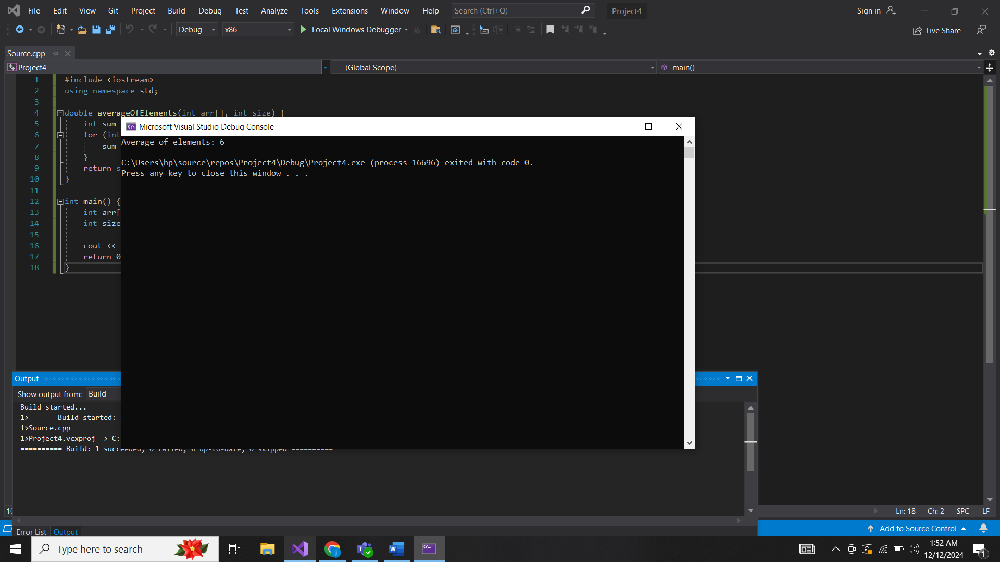 File Edit View Git Project Build Debug Test Analyze Tools Extensions Window Help Search (Ctrl+Q) Project4 Sign in
Debug x86 Local Windows Debugger Live Share
Source.cpp
Project4 (Global Scope) main()
1 #include <iostream>
2 using namespace std;
3
4 double averageOfElements(int arr[], int size) {
5 int sum
6 for (int
7 sum
8 }
9 return s
10 }
11
12 int main() {
13 int arr[
14 int size
15
16 cout <<
17 return 0
18 }
Microsoft Visual Studio Debug Console
Average of elements: 6
C:\Users\hp\source\repos\Project4\Debug\Project4.exe (process 16696) exited with code 0.
Press any key to close this window . . .
Output
Show output from: Build
Build started...
1>------ Build started:
1>Source.cpp
1>Project4.vcxproj -> C:
========== Build: 1 succeeded, 0 failed, 0 up-to-date, 0 skipped ==========
Ln: 18 Ch: 2 SPC LF
Error List Output
Add to Source Control
Type here to search
1:52 AM
12/12/2024
1